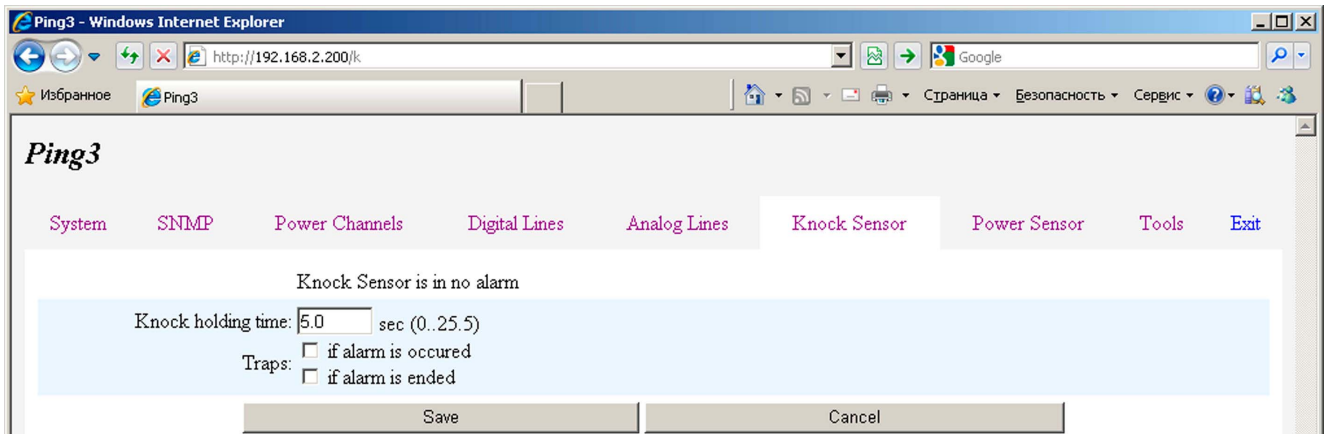 Ping3 - Windows Internet Explorer
http://192.168.2.200/k
Google
Избранное Ping3 Страница Безопасность Сервис
Ping3
System SNMP Power Channels Digital Lines Analog Lines Knock Sensor Power Sensor Tools Exit
Knock Sensor is in no alarm
Knock holding time: 5.0 sec (0..25.5)
Traps: if alarm is occured
if alarm is ended
Save Cancel